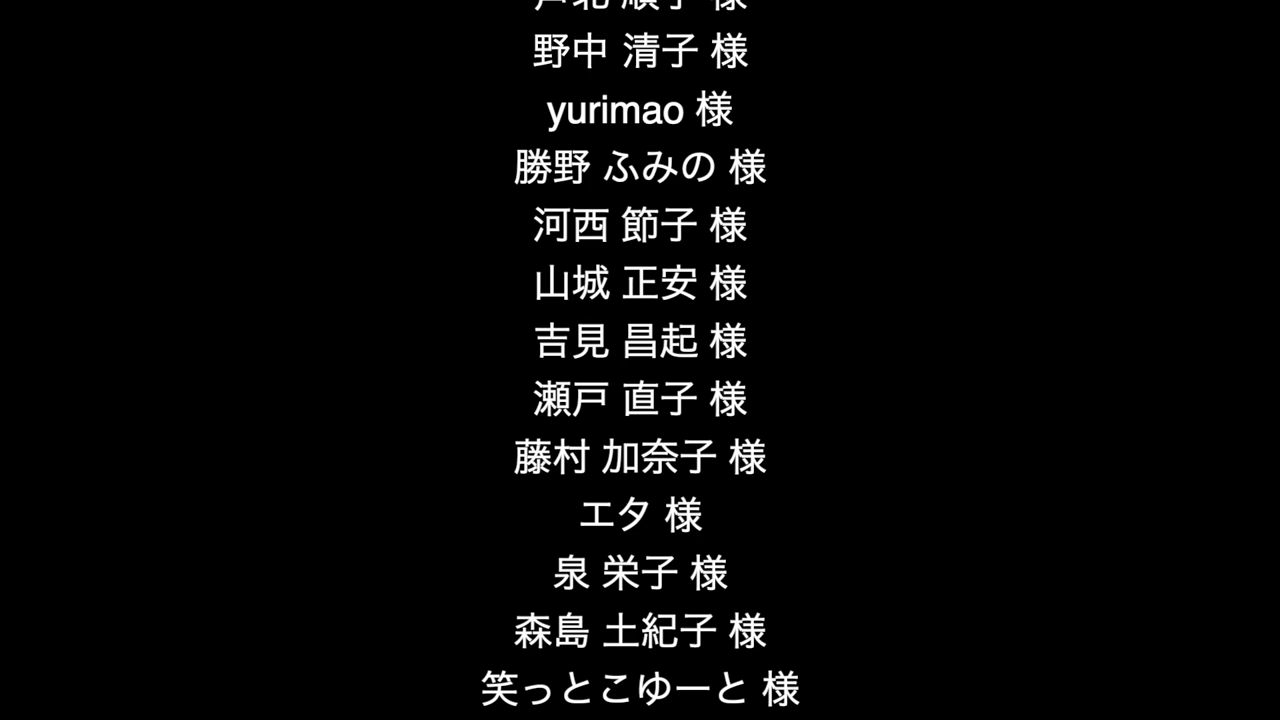 野中 清子 様
yurimao 様
勝野 ふみの 様
河西 節子 様
山城 正安 様
吉見 昌起 様
瀬戸 直子 様
藤村 加奈子 様
エタ 様
泉 栄子 様
森島 土紀子 様
笑っとこゆーと 様